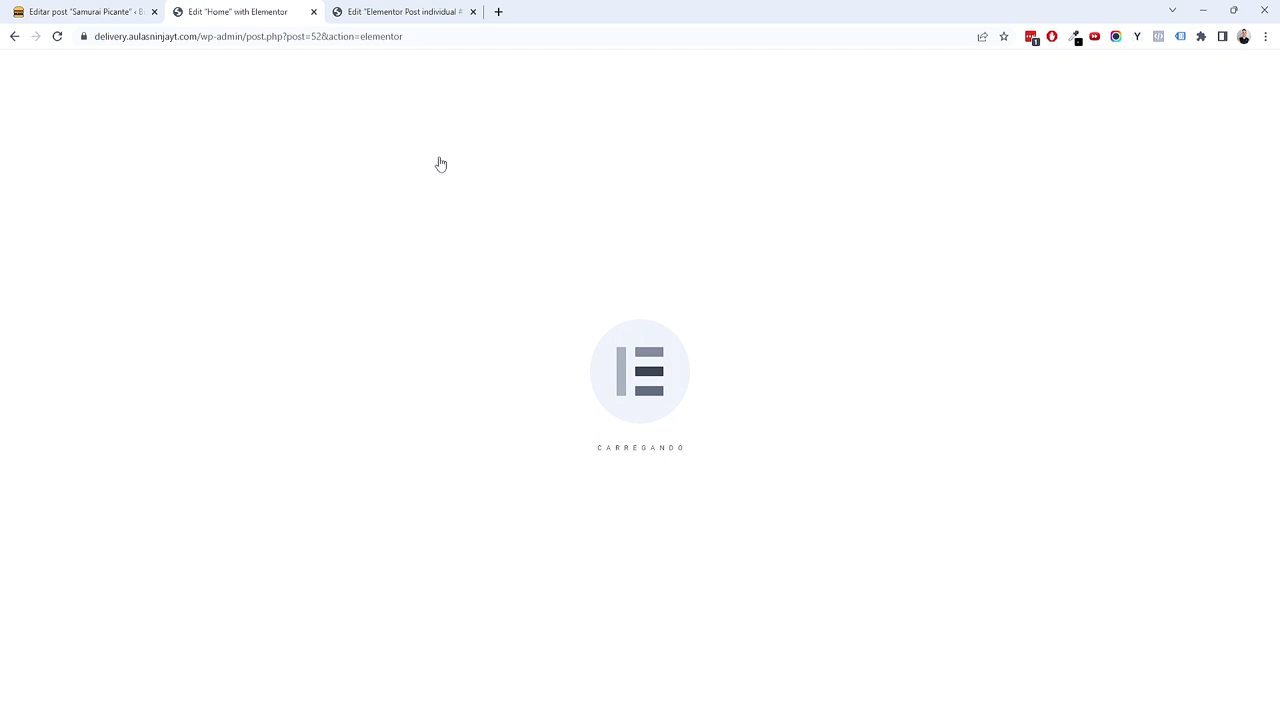 Editar post “Samurai Picante” ‹ B
Edit "Home" with Elementor
Edit "Elementor Post individual #
delivery.aulasninjayt.com/wp-admin/post.php?post=52&action=elementor
CARREGANDO